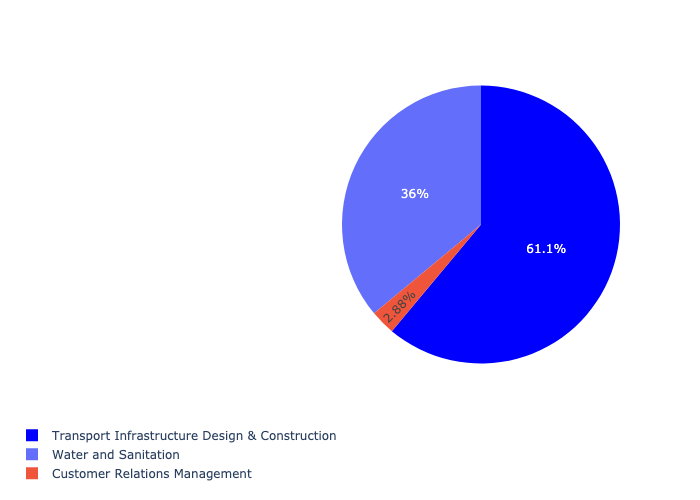 36%
61.1%
2.88%
Transport Infrastructure Design & Construction
Water and Sanitation
Customer Relations Management